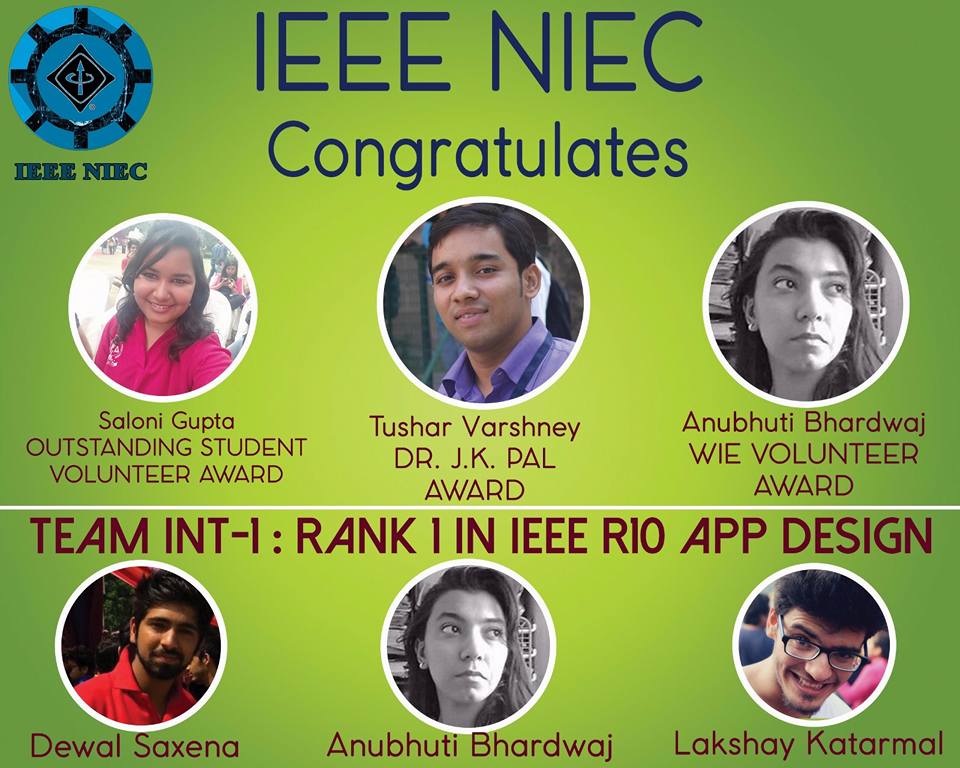 IEEE NIEC
Congratulates
IEEE NIEC
Saloni Gupta
OUTSTANDING STUDENT
VOLUNTEER AWARD
Tushar Varshney
DR. J.K. PAL
AWARD
Anubhuti Bhardwaj
WIE VOLUNTEER
AWARD
TEAM INT-1 : RANK 1 IN IEEE R10 APP DESIGN
Dewal Saxena
Anubhuti Bhardwaj
Lakshay Katarmal